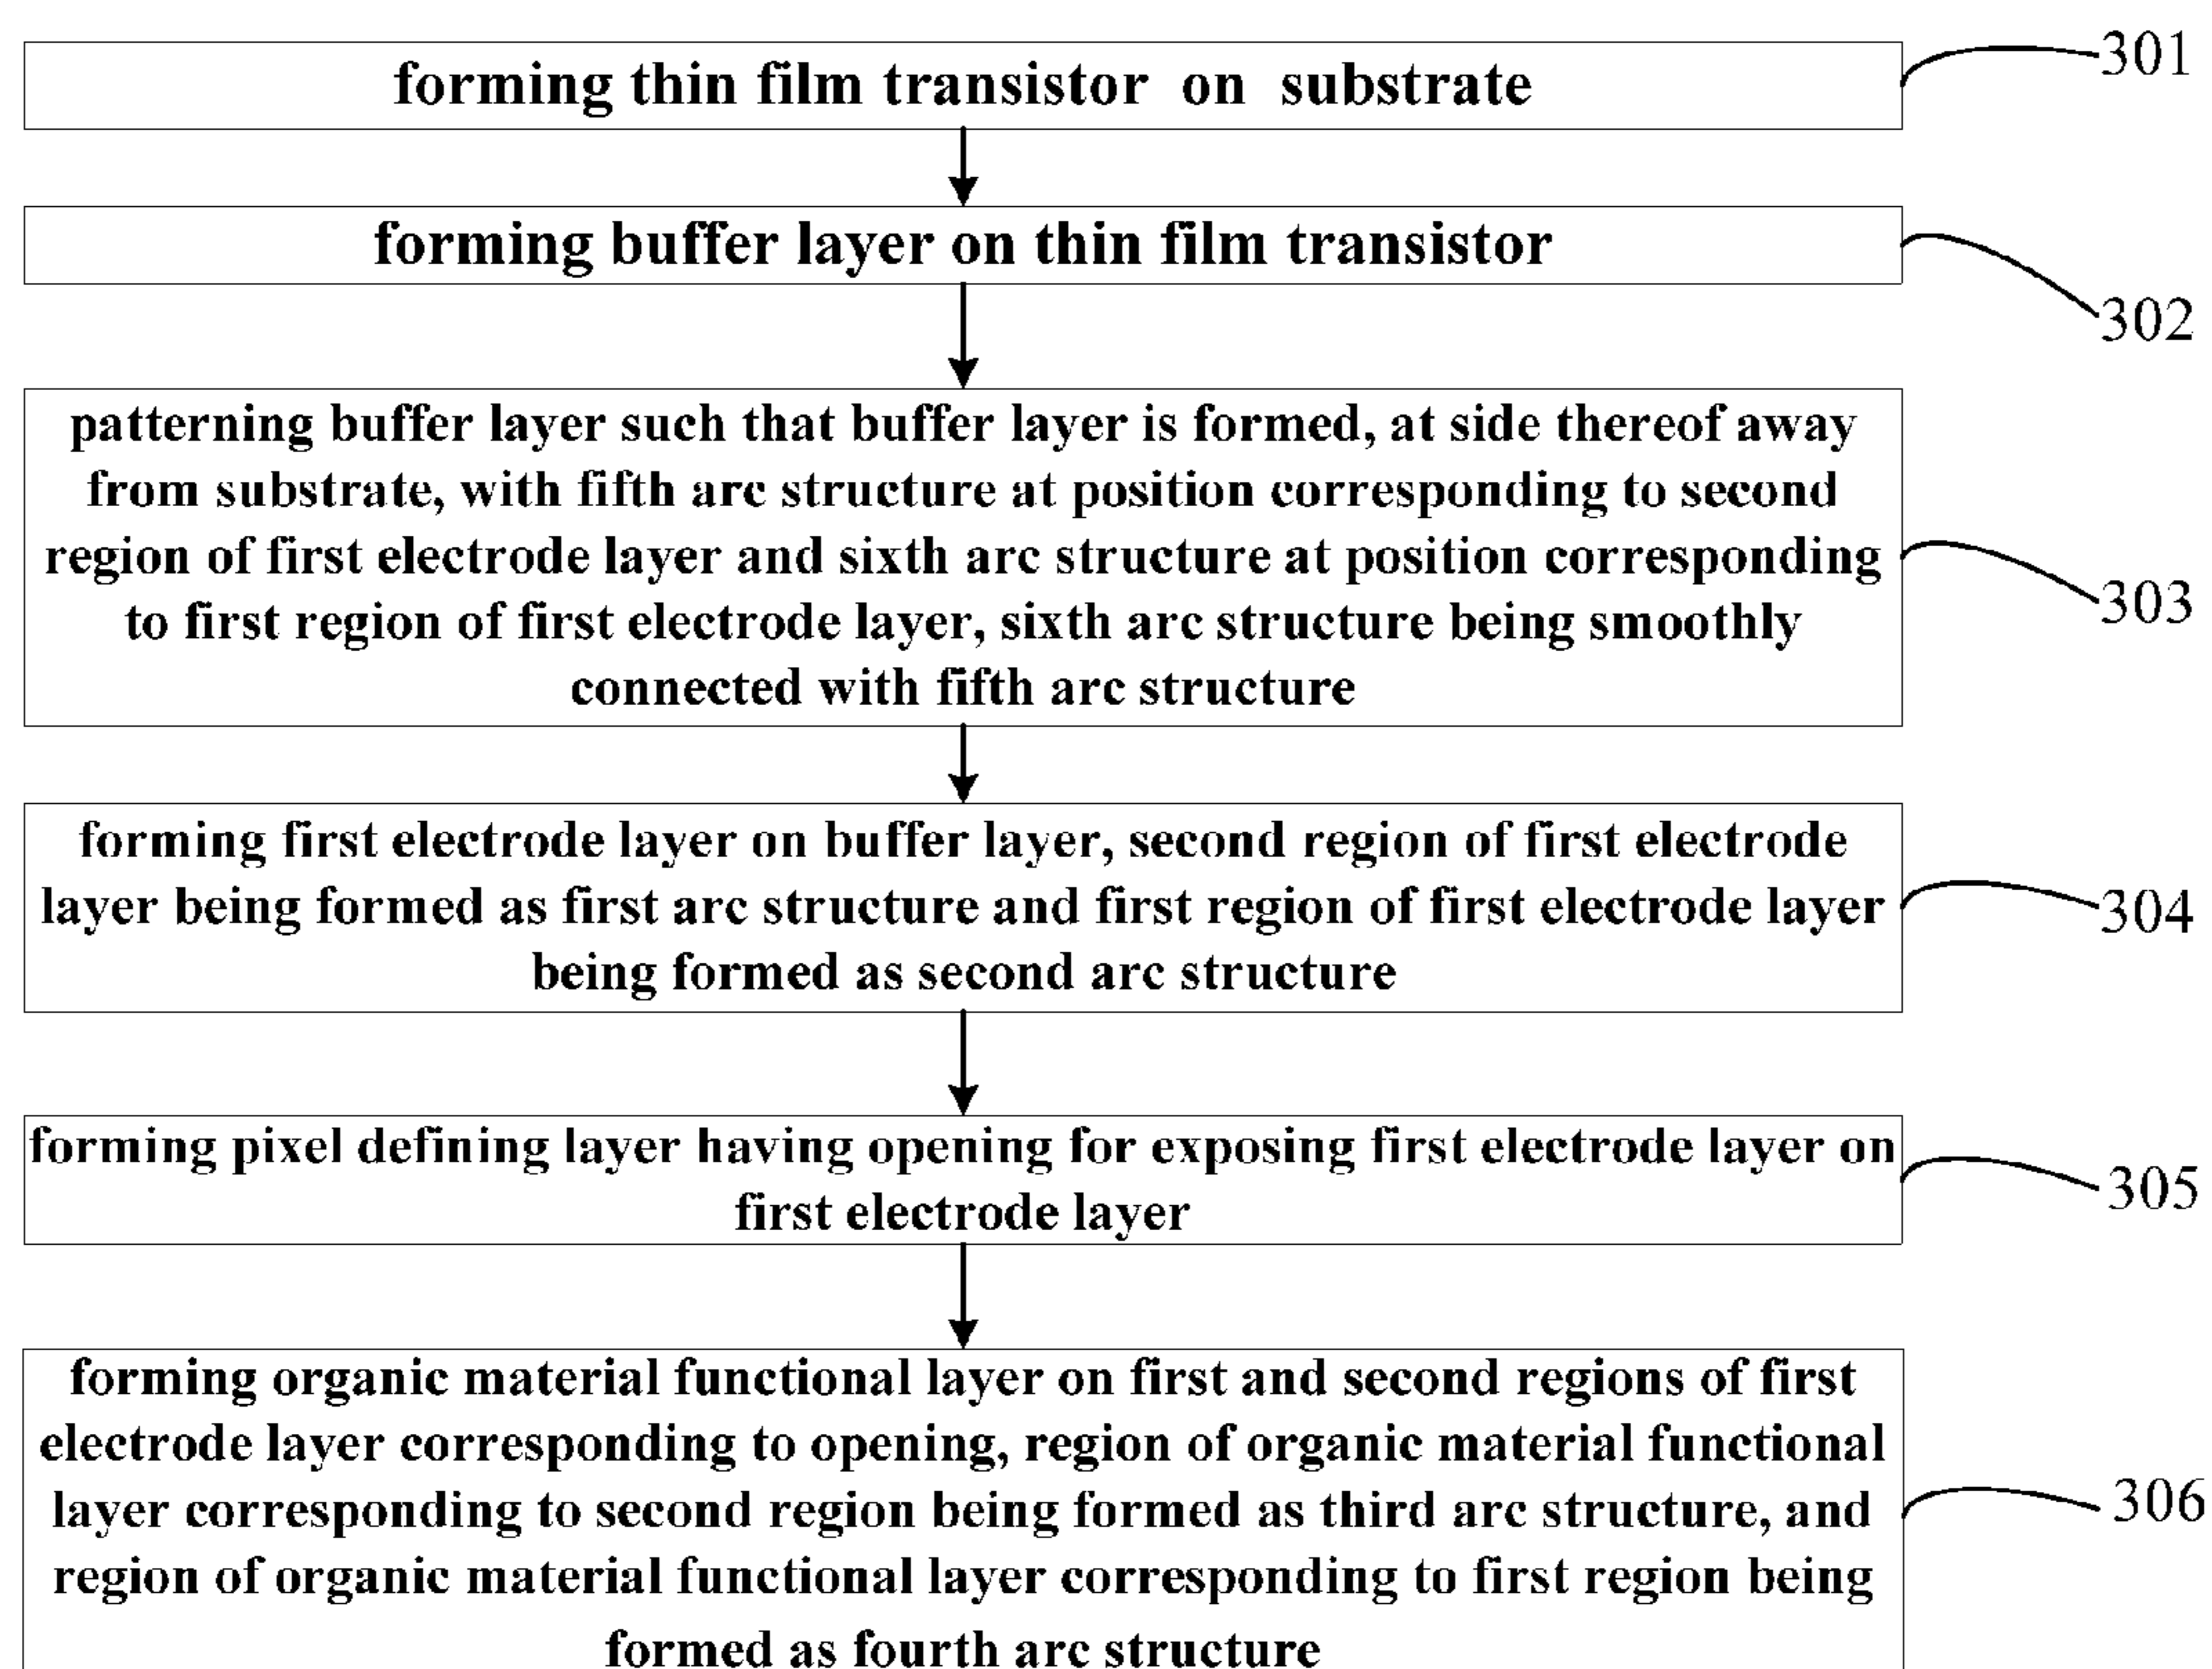 forming thin film transistor on substrate
301
forming buffer layer on thin film transistor
302
patterning buffer layer such that buffer layer is formed, at side thereof away
from substrate, with fifth arc structure at position corresponding to second
region of first electrode layer and sixth arc structure at position corresponding
to first region of first electrode layer, sixth arc structure being smoothly
connected with fifth arc structure
303
forming first electrode layer on buffer layer, second region of first electrode
layer being formed as first arc structure and first region of first electrode layer
being formed as second arc structure
304
forming pixel defining layer having opening for exposing first electrode layer on
first electrode layer
305
forming organic material functional layer on first and second regions of first
electrode layer corresponding to opening, region of organic material functional
layer corresponding to second region being formed as third arc structure, and
region of organic material functional layer corresponding to first region being
formed as fourth arc structure
306